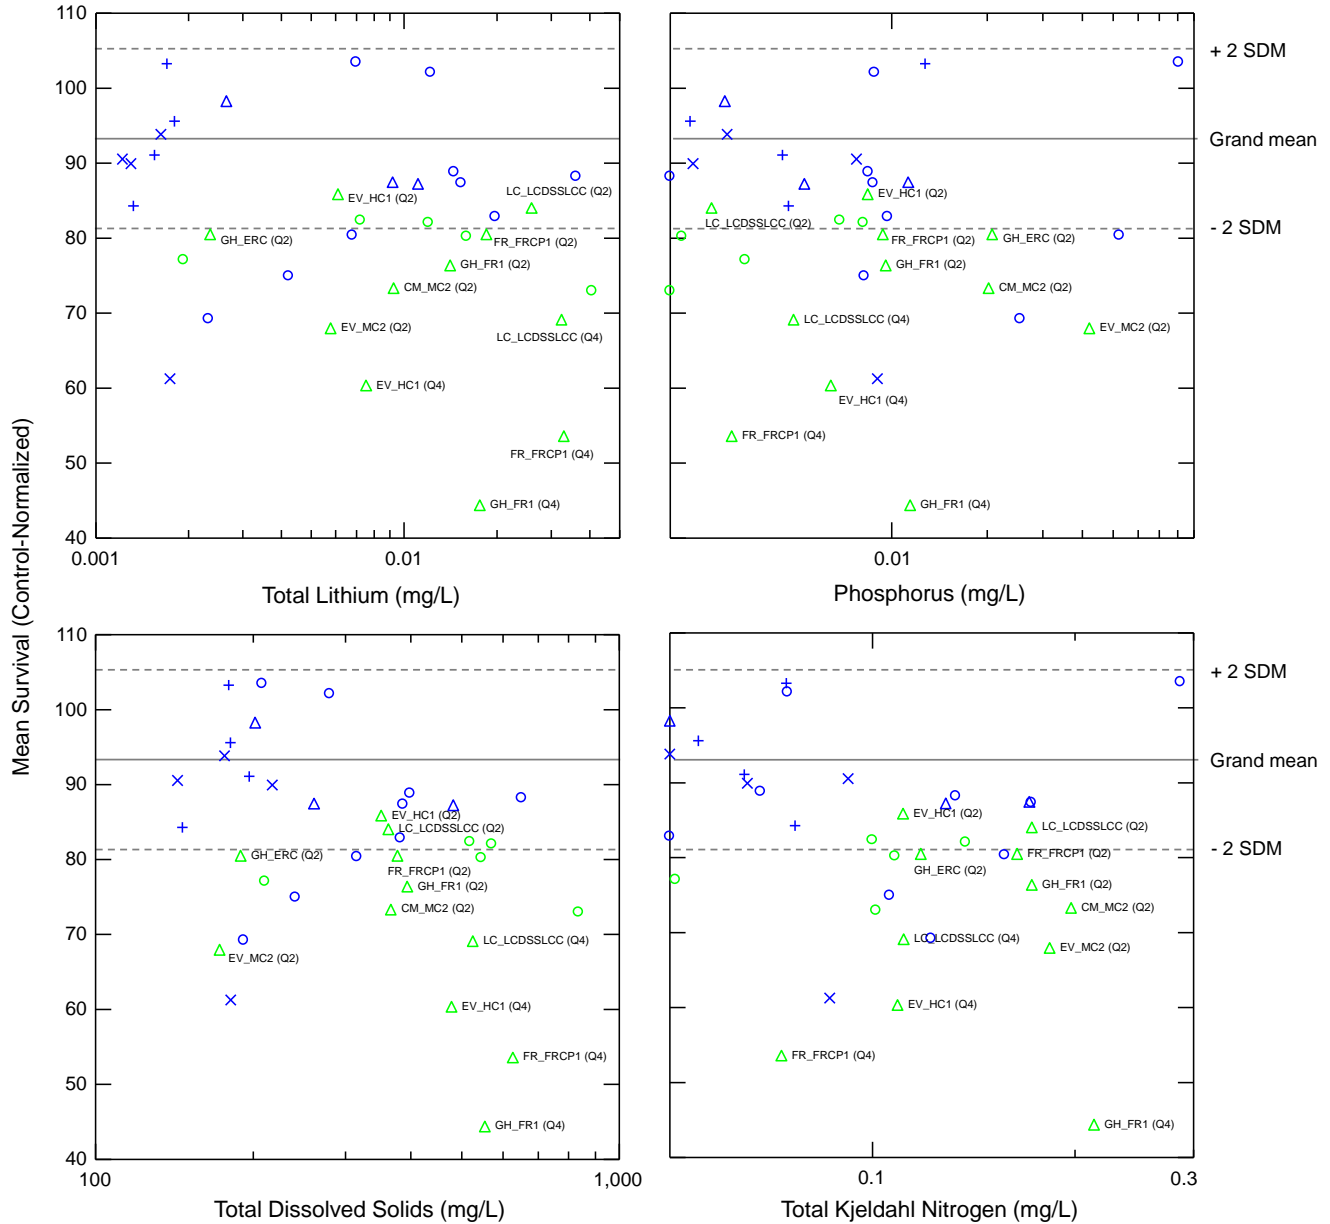 110
100
90
80
70
60
50
40
0.001
0.01
Total Lithium (mg/L)
EV_HC1 (Q2)
LC_LCDSSLCC (Q2)
GH_ERC (Q2)
FR_FRCP1 (Q2)
GH_FR1 (Q2)
CM_MC2 (Q2)
EV_MC2 (Q2)
LC_LCDSSLCC (Q4)
EV_HC1 (Q4)
FR_FRCP1 (Q4)
GH_FR1 (Q4)
EV_HC1 (Q2)
LC_LCDSSLCC (Q2)
FR_FRCP1 (Q2)
GH_ERC (Q2)
GH_FR1 (Q2)
CM_MC2 (Q2)
LC_LCDSSLCC (Q4)
EV_MC2 (Q2)
EV_HC1 (Q4)
FR_FRCP1 (Q4)
GH_FR1 (Q4)
0.01
Phosphorus (mg/L)
+ 2 SDM
Grand mean
- 2 SDM
Mean Survival (Control-Normalized)
110
100
90
80
70
60
50
40
100
1,000
Total Dissolved Solids (mg/L)
EV_HC1 (Q2)
LC_LCDSSLCC (Q2)
GH_ERC (Q2)
FR_FRCP1 (Q2)
GH_FR1 (Q2)
CM_MC2 (Q2)
LC_LCDSSLCC (Q4)
EV_MC2 (Q2)
EV_HC1 (Q4)
FR_FRCP1 (Q4)
GH_FR1 (Q4)
EV_HC1 (Q2)
LC_LCDSSLCC (Q2)
FR_FRCP1 (Q2)
GH_ERC (Q2)
GH_FR1 (Q2)
CM_MC2 (Q2)
LC_LCDSSLCC (Q4)
EV_MC2 (Q2)
EV_HC1 (Q4)
FR_FRCP1 (Q4)
GH_FR1 (Q4)
0.1
0.3
Total Kjeldahl Nitrogen (mg/L)
+ 2 SDM
Grand mean
- 2 SDM